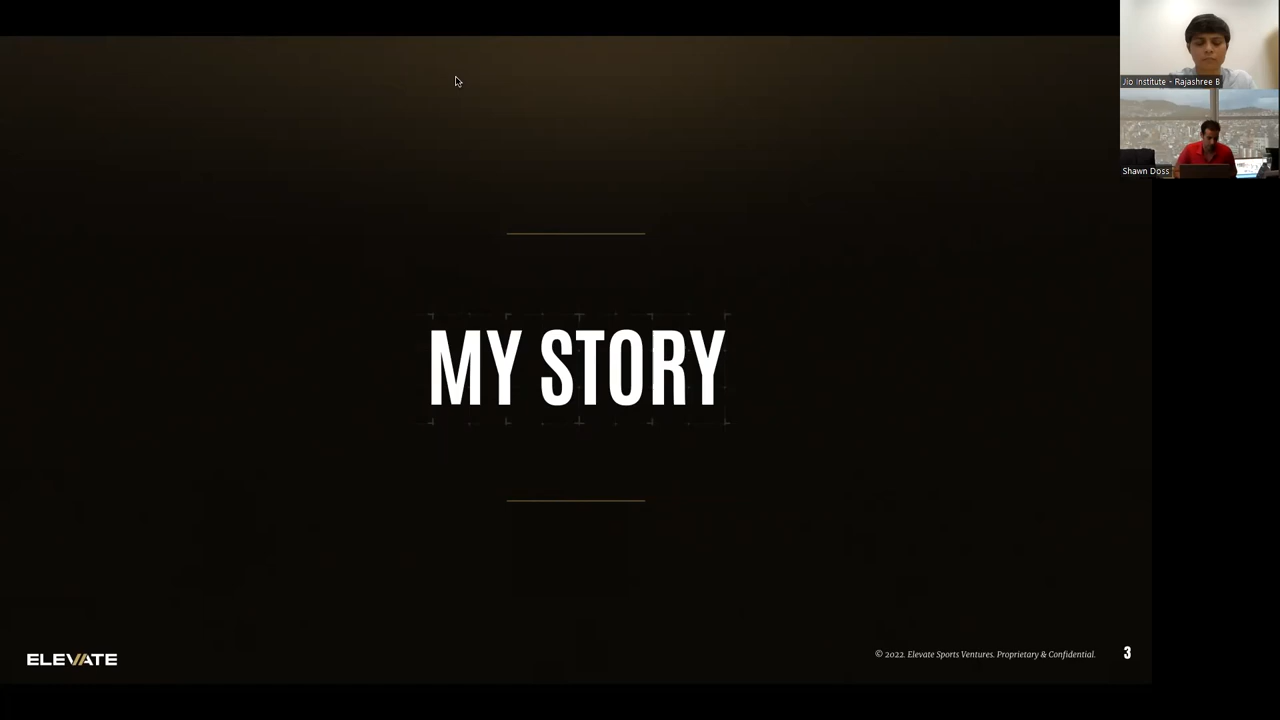 Jio Institute - Rajashree B
Shawn Doss
MY STORY
ELEVATE
© 2022. Elevate Sports Ventures. Proprietary & Confidential.
3